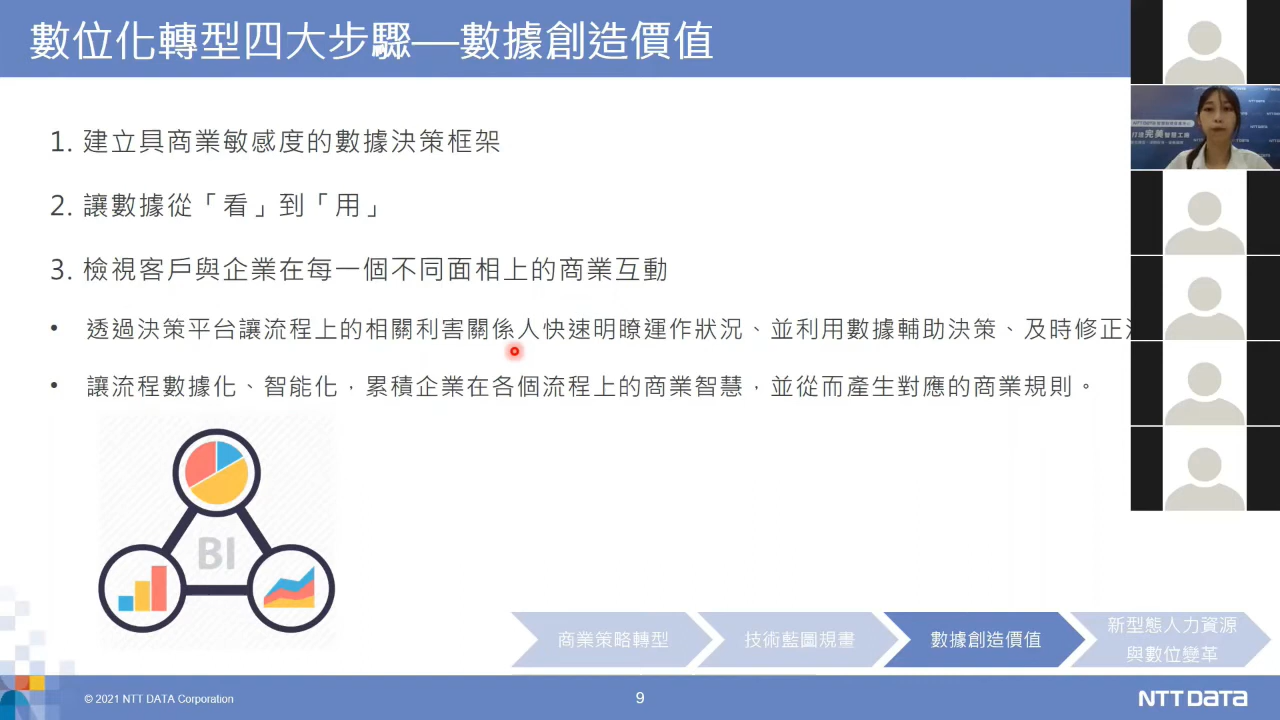 數位化轉型四大步驟—數據創造價值
1. 建立具商業敏感度的數據決策框架
2. 讓數據從「看」到「用」
3. 檢視客戶與企業在每一個不同面相上的商業互動
• 透過決策平台讓流程上的相關利害關係人快速明瞭運作狀況、並利用數據輔助決策、及時修正
• 讓流程數據化、智能化，累積企業在各個流程上的商業智慧，並從而產生對應的商業規則。
BI
商業策略轉型
技術藍圖規畫
數據創造價值
新型態人力資源
與數位變革
© 2021 NTT DATA Corporation
9
NTT DATA
NTT DATA
完美智慧工廠